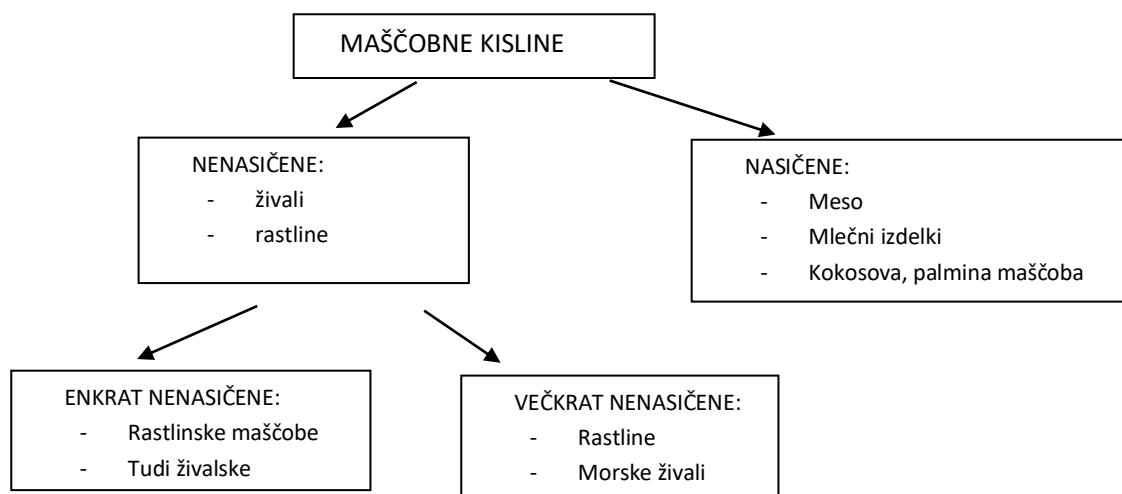 MAŠČOBNE KISLINE
NENASIČENE:
- živali
- rastline
NASIČENE:
- Meso
- Mlečni izdelki
- Kokosova, palmina maščoba
ENKRAT NENASIČENE:
- Rastlinske maščobe
- Tudi živalske
VEČKRAT NENASIČENE:
- Rastline
- Morske živali